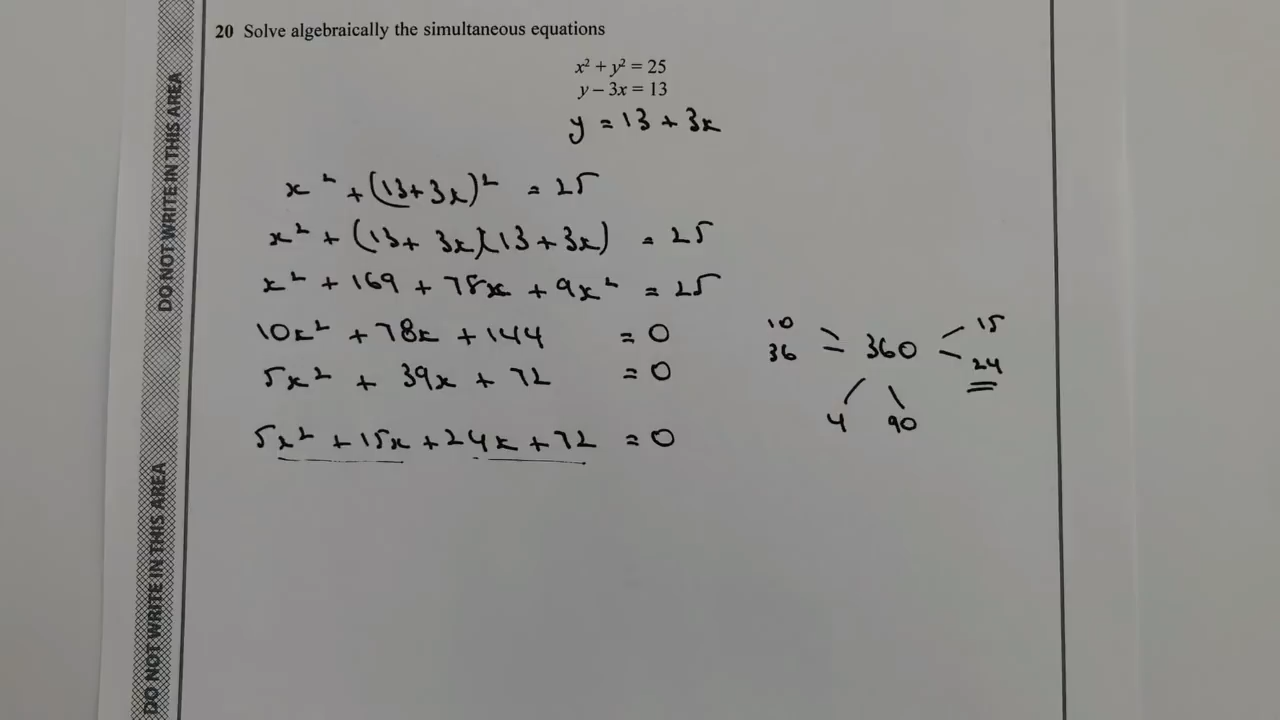 20 Solve algebraically the simultaneous equations
x² + y² = 25
y – 3x = 13
y = 13 + 3x
x² + (13+3x)² = 25
x² + (13+ 3x)(13 + 3x) = 25
x² + 169 + 78x + 9x² = 25
10x² + 78x + 144 = 0
5x² + 39x + 72 = 0
5x² + 15x + 24x + 72 = 0
10 15
36 360 24
4 90
DO NOT WRITE IN THIS AREA
DO NOT WRITE IN THIS AREA